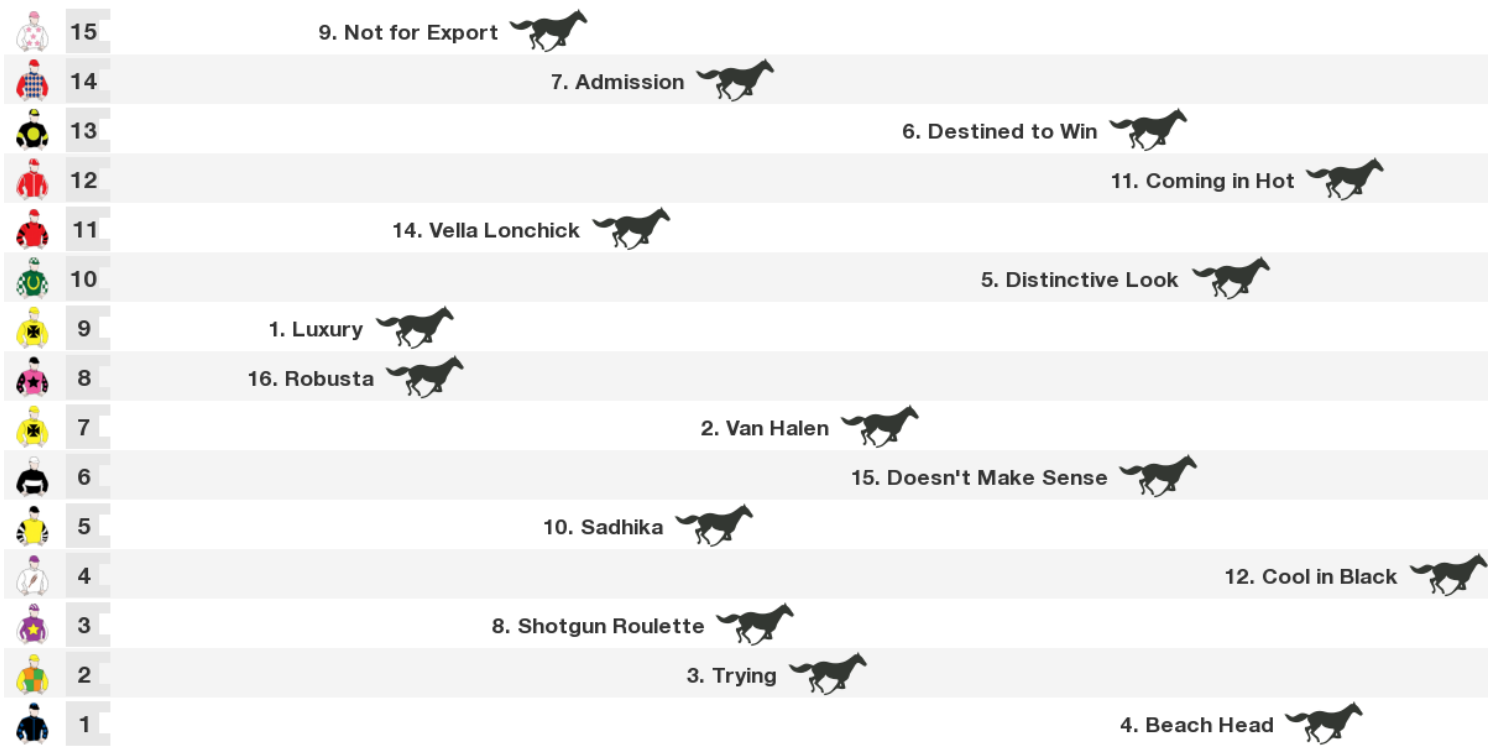 15 9. Not for Export
14 7. Admission
13 6. Destined to Win
12 11. Coming in Hot
11 14. Vella Lonchick
10 5. Distinctive Look
9 1. Luxury
8 16. Robusta
7 2. Van Halen
6 15. Doesn't Make Sense
5 10. Sadhika
4 12. Cool in Black
3 8. Shotgun Roulette
2 3. Trying
1 4. Beach Head